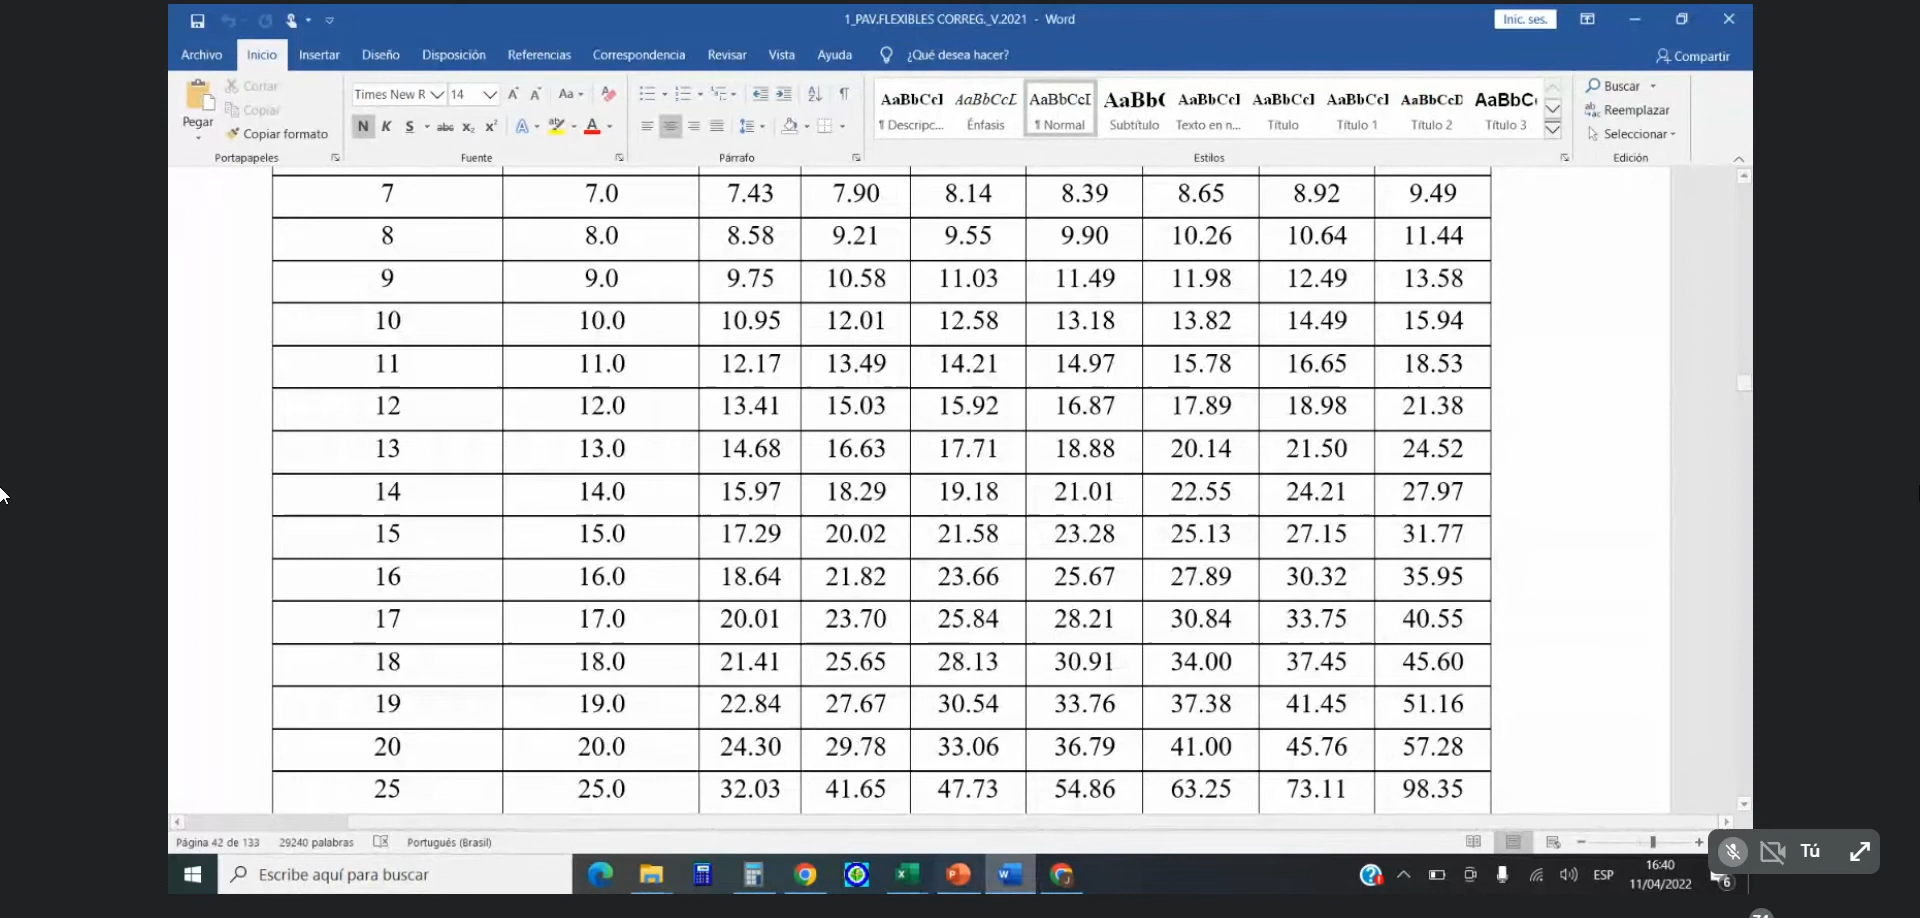 1_PAV.FLEXIBLES CORREG._V.2021 - Word
Inic. ses.
Archivo Inicio Insertar Diseño Disposición Referencias Correspondencia Revisar Vista Ayuda ¿Qué desea hacer? Compartir
Pegar
Cortar
Copiar
Copiar formato
Portapapeles
Times New R 14
N K S abc x₂ x²
Fuente
Párrafo
AaBbCcI AaBbCcL AaBbCcI AaBb( AaBbCcI AaBbCcI AaBbCcI AaBbCcD AaBbC
¶ Descripc... Énfasis ¶ Normal Subtítulo Texto en n... Título Título 1 Título 2 Título 3
Estilos
Buscar
Reemplazar
Seleccionar
Edición
7 7.0 7.43 7.90 8.14 8.39 8.65 8.92 9.49
8 8.0 8.58 9.21 9.55 9.90 10.26 10.64 11.44
9 9.0 9.75 10.58 11.03 11.49 11.98 12.49 13.58
10 10.0 10.95 12.01 12.58 13.18 13.82 14.49 15.94
11 11.0 12.17 13.49 14.21 14.97 15.78 16.65 18.53
12 12.0 13.41 15.03 15.92 16.87 17.89 18.98 21.38
13 13.0 14.68 16.63 17.71 18.88 20.14 21.50 24.52
14 14.0 15.97 18.29 19.18 21.01 22.55 24.21 27.97
15 15.0 17.29 20.02 21.58 23.28 25.13 27.15 31.77
16 16.0 18.64 21.82 23.66 25.67 27.89 30.32 35.95
17 17.0 20.01 23.70 25.84 28.21 30.84 33.75 40.55
18 18.0 21.41 25.65 28.13 30.91 34.00 37.45 45.60
19 19.0 22.84 27.67 30.54 33.76 37.38 41.45 51.16
20 20.0 24.30 29.78 33.06 36.79 41.00 45.76 57.28
25 25.0 32.03 41.65 47.73 54.86 63.25 73.11 98.35
Página 42 de 133 29240 palabras Português (Brasil)
Tú
Escribe aquí para buscar
ESP
16:40
11/04/2022
6